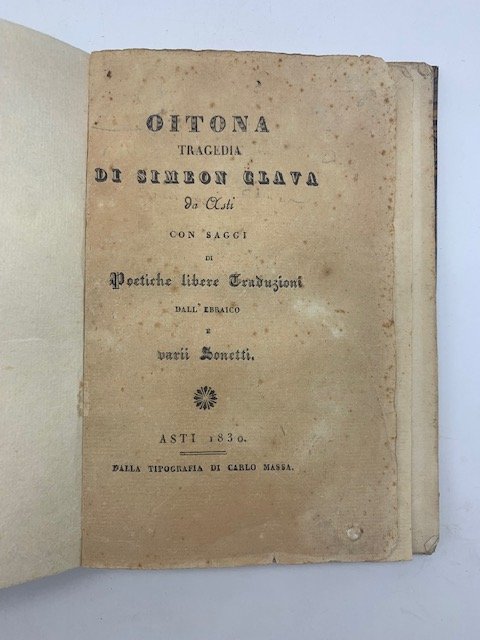 OITONA
TRAGEDIA
DI SIMEON CLAVA
da Asti
CON SAGGI
DI
Poetiche libere Traduzioni
DALL' EBRAICO
E
varii Sonetti.
ASTI 1830.
DALLA TIPOGRAFIA DI CARLO MASSA.